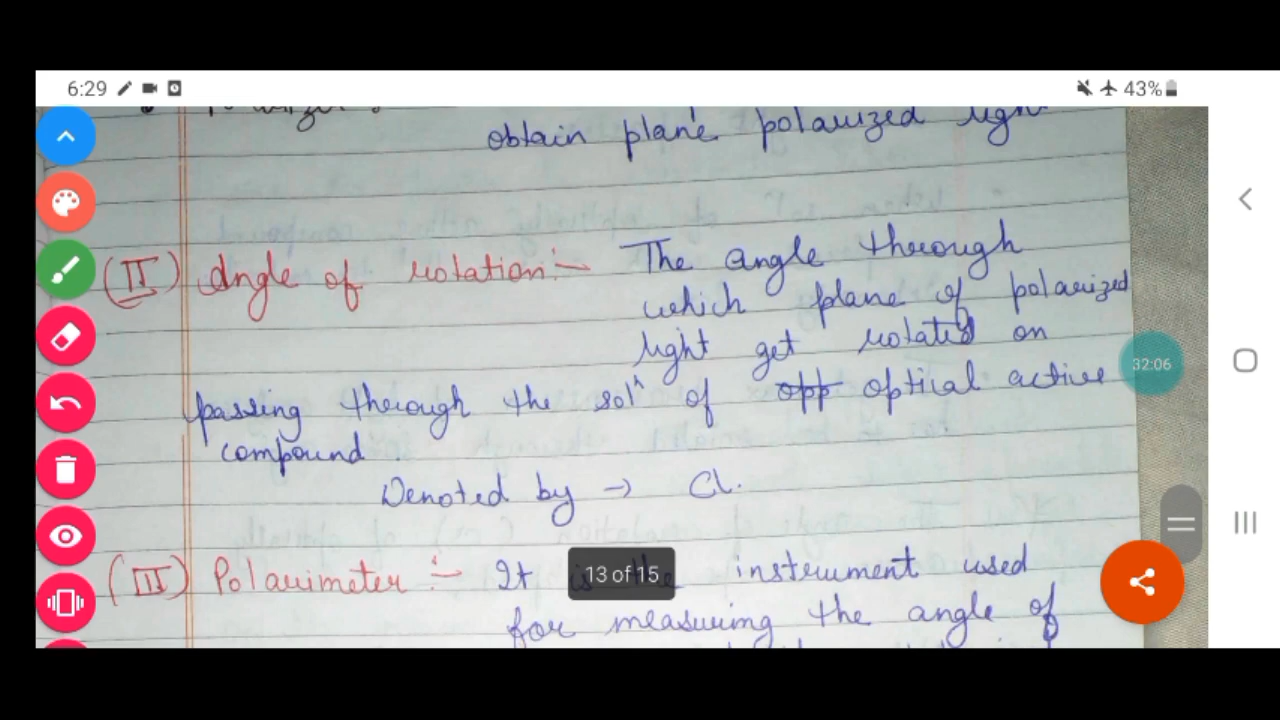 6:29
43%
obtain plane polarized light
(II) Angle of rotation :- The angle through
which plane of polarized
light get rotated on
32:06
passing through the solⁿ of opp optical active
compound
Denoted by → α.
(III) Polarimeter :- It is the instrument used
13 of 15
for measuring the angle of